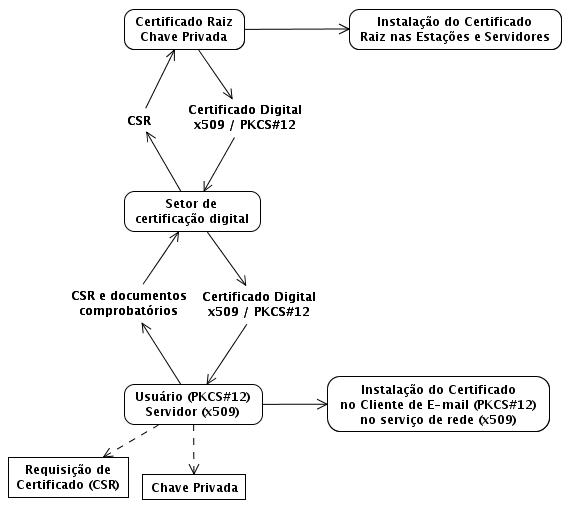 Certificado Raiz
Chave Privada
Instalação do Certificado
Raiz nas Estações e Servidores
CSR
Certificado Digital
x509 / PKCS#12
Setor de
certificação digital
CSR e documentos
comprobatórios
Certificado Digital
x509 / PKCS#12
Usuário (PKCS#12)
Servidor (x509)
Instalação do Certificado
no Cliente de E-mail (PKCS#12)
no serviço de rede (x509)
Requisição de
Certificado (CSR)
Chave Privada